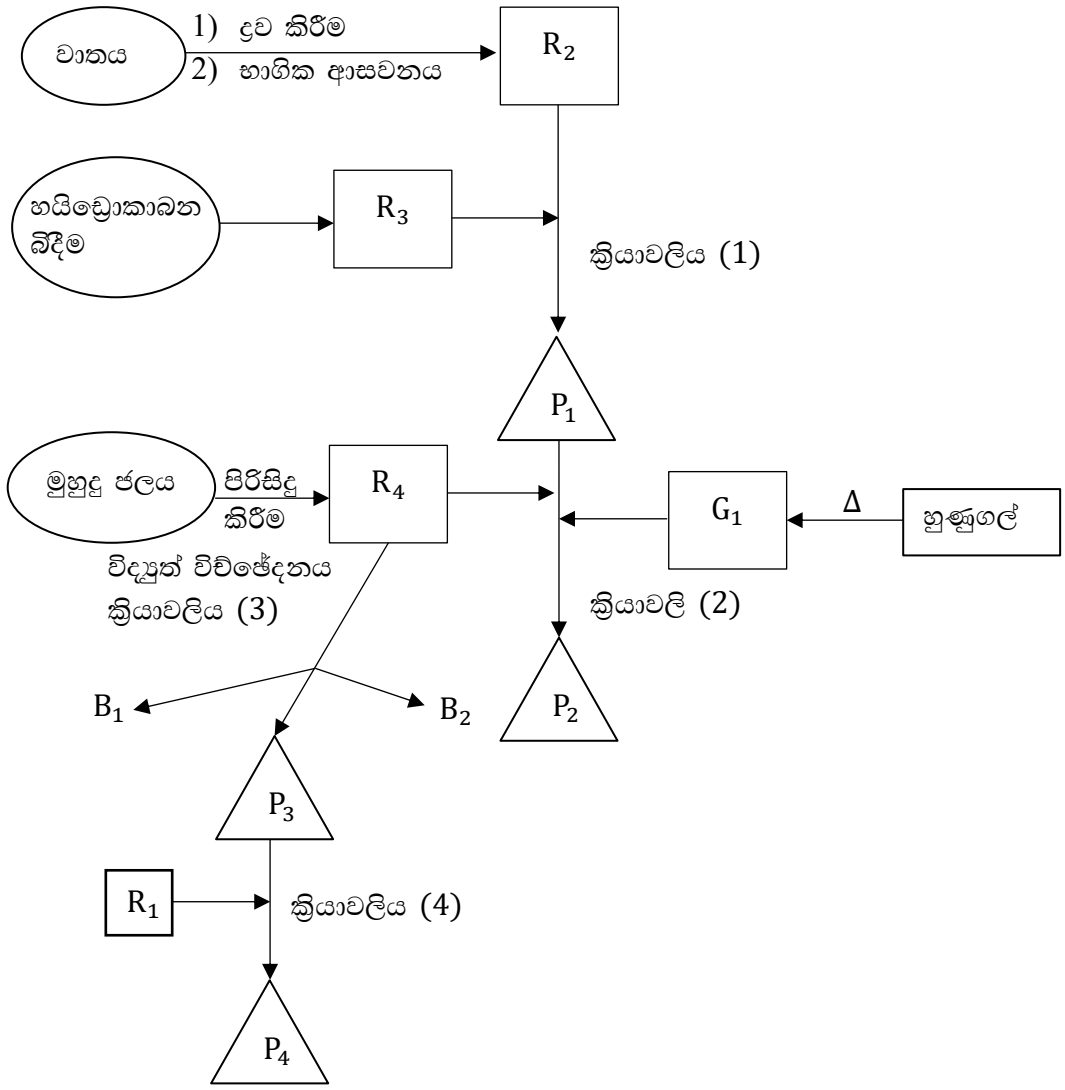 වාතය
1) ද්‍රව කිරීම
2) භාගික ආසවනය
R₂
හයිඩ්‍රොකාබන
බිඳීම
R₃
ක්‍රියාවලිය (1)
P₁
මුහුදු ජලය
පිරිසිදු
කිරීම
R₄
G₁
Δ
හුණුගල්
විද්‍යුත් විච්ඡේදනය
ක්‍රියාවලිය (3)
ක්‍රියාවලි (2)
B₁
B₂
P₂
P₃
R₁
ක්‍රියාවලිය (4)
P₄